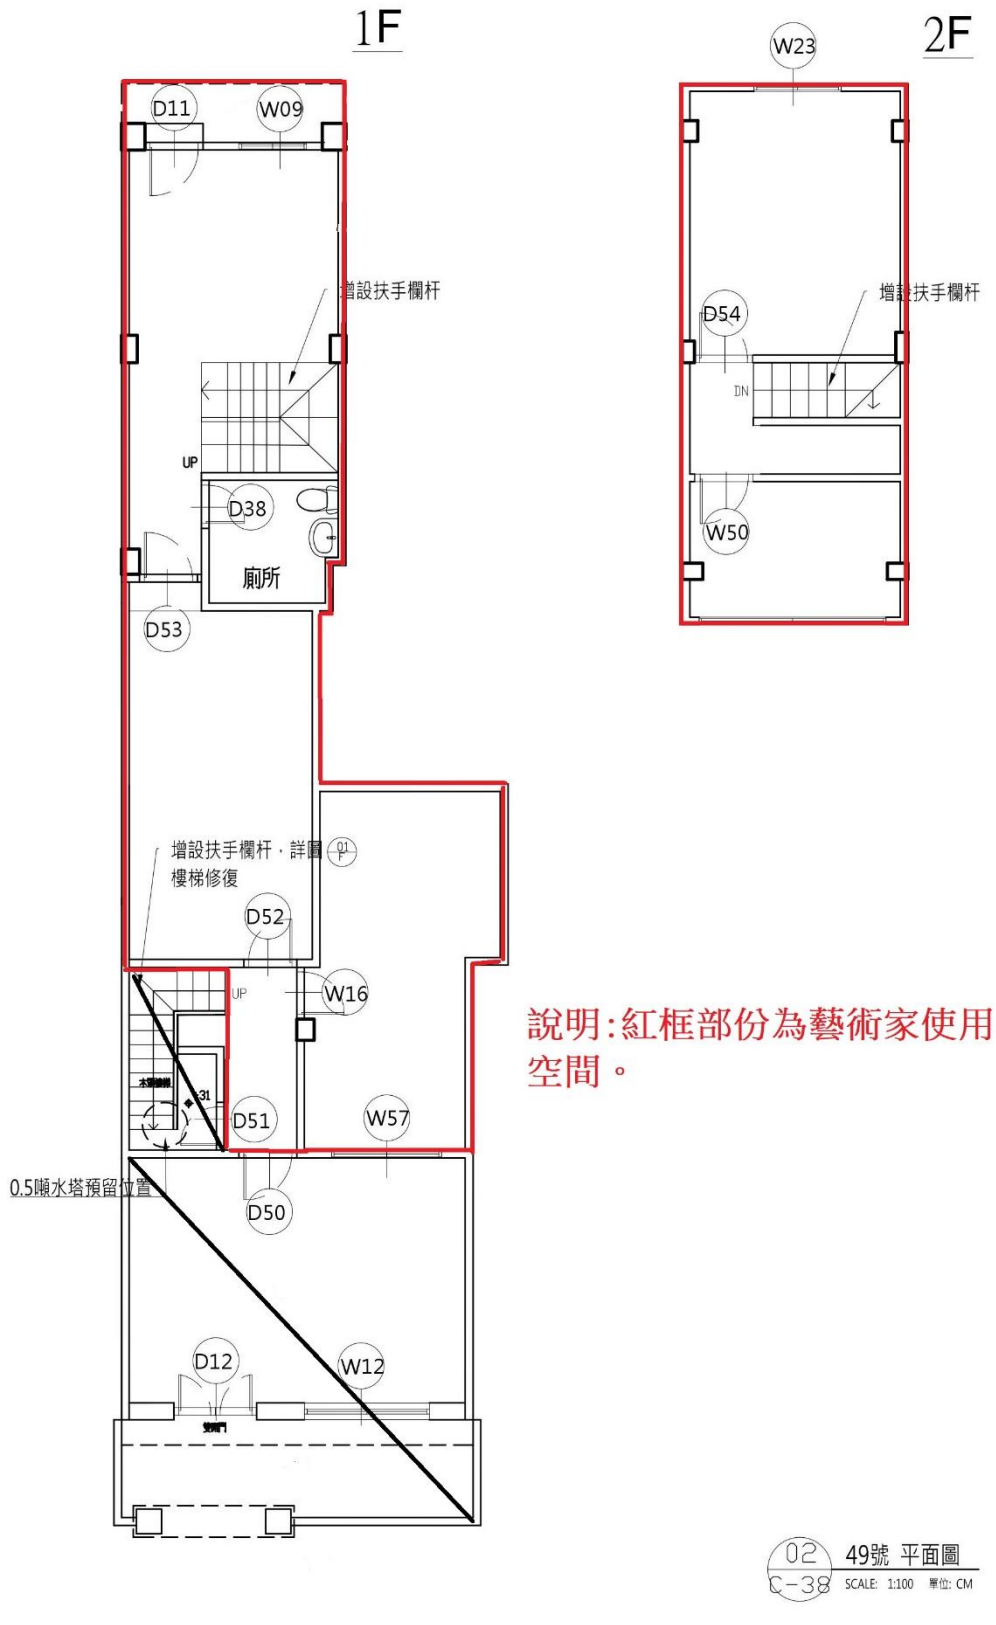 1F
2F
W23
D11
W09
增設扶手欄杆
增設扶手欄杆
D54
DN
UP
D38
W50
廁所
D53
增設扶手欄杆，詳圖
01
F
樓梯修復
D52
UP
W16
說明:紅框部份為藝術家使用
空間。
D51
W57
0.5噸水塔預留位置
D50
D12
W12
02
C-38
49號 平面圖
SCALE: 1:100 單位: CM